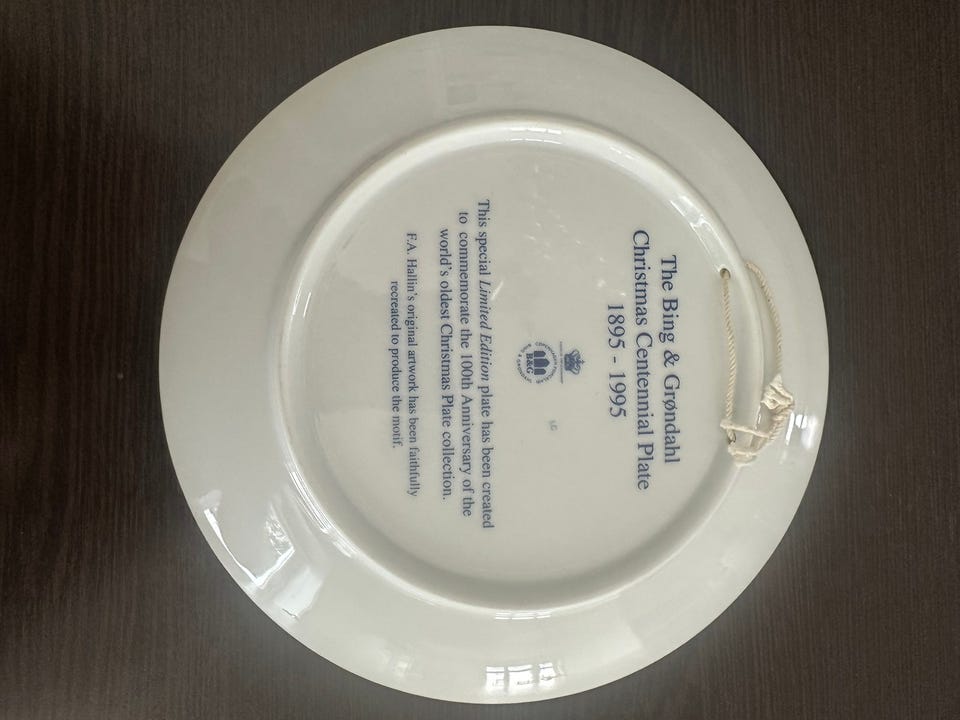 The Bing & Grøndahl
Christmas Centennial Plate
1895 - 1995
B&G
This special Limited Edition plate has been created
to commemorate the 100th Anniversary of the
world's oldest Christmas Plate collection.
F.A. Hallin's original artwork has been faithfully
recreated to produce the motif.